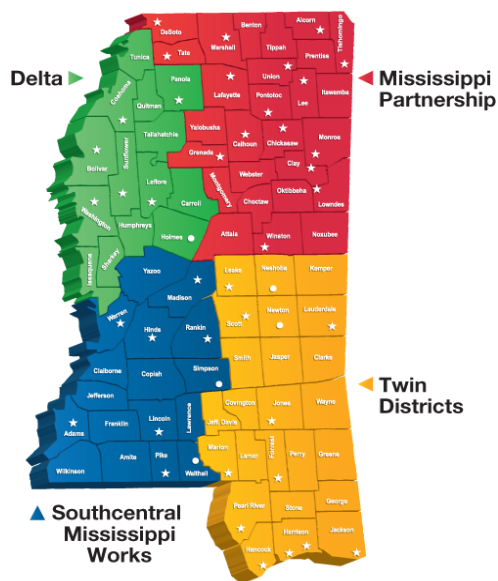 Alcorn
Tishomingo
Benton
DeSoto
Marshall
Tippah
Prentiss
Tunica
Tate
Delta
Panola
Union
Mississippi
Partnership
Coahoma
Lafayette
Pontotoc
Lee
Itawamba
Quitman
Yalobusha
Tallahatchie
Calhoun
Chickasaw
Monroe
Grenada
Bolivar
Sunflower
Clay
Webster
Leflore
Montgomery
Oktibbeha
Carroll
Choctaw
Lowndes
Washington
Humphreys
Holmes
Attala
Winston
Noxubee
Issaquena
Sharkey
Yazoo
Leake
Neshoba
Kemper
Madison
Warren
Hinds
Rankin
Scott
Newton
Lauderdale
Smith
Jasper
Clarke
Claiborne
Copiah
Simpson
Twin
Districts
Jefferson
Covington
Jones
Wayne
Lawrence
Jeff. Davis
Adams
Franklin
Lincoln
Marion
Lamar
Forrest
Perry
Greene
Wilkinson
Amite
Pike
Walthall
Pearl River
Stone
George
Southcentral
Mississippi
Works
Hancock
Harrison
Jackson